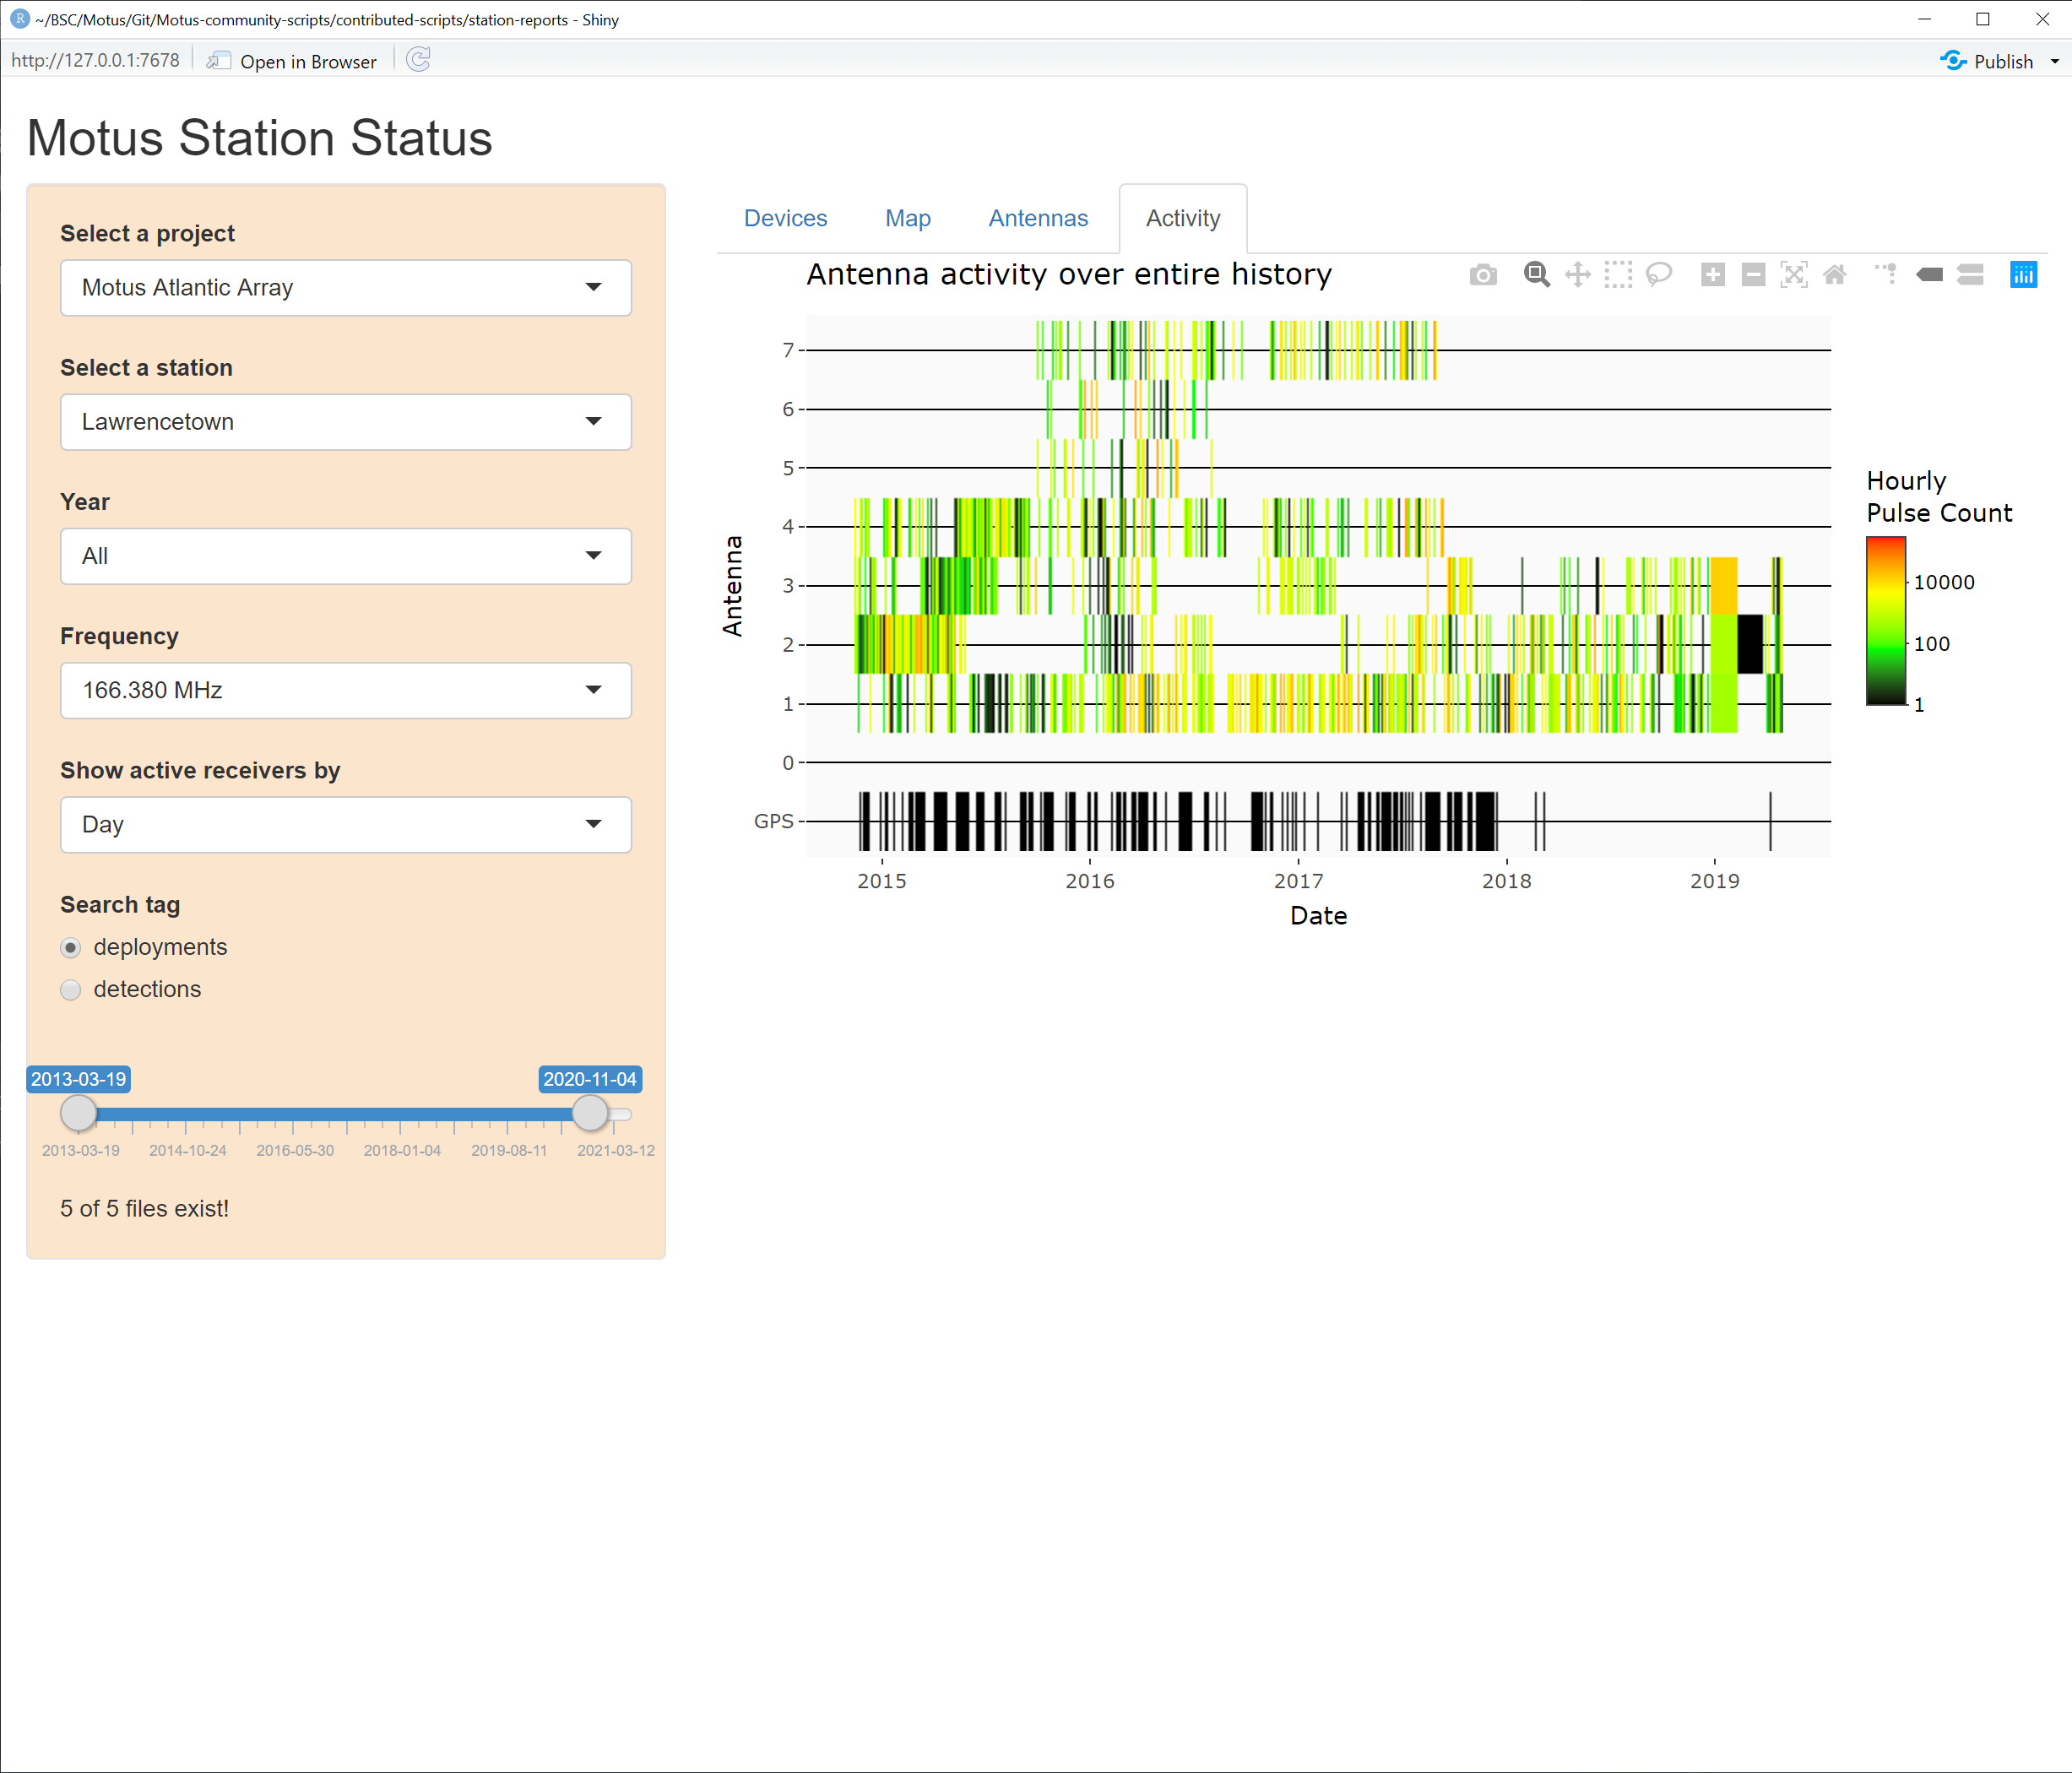 ~/BSC/Motus/Git/Motus-community-scripts/contributed-scripts/station-reports - Shiny
http://127.0.0.1:7678 Open in Browser Publish
Motus Station Status
Select a project
Motus Atlantic Array
Select a station
Lawrencetown
Year
All
Frequency
166.380 MHz
Show active receivers by
Day
Search tag
deployments
detections
2013-03-19 2020-11-04
2013-03-19 2014-10-24 2016-05-30 2018-01-04 2019-08-11 2021-03-12
5 of 5 files exist!
Devices Map Antennas Activity
Antenna activity over entire history
Antenna
7
6
5
4
3
2
1
0
GPS
2015 2016 2017 2018 2019
Date
Hourly
Pulse Count
10000
100
1